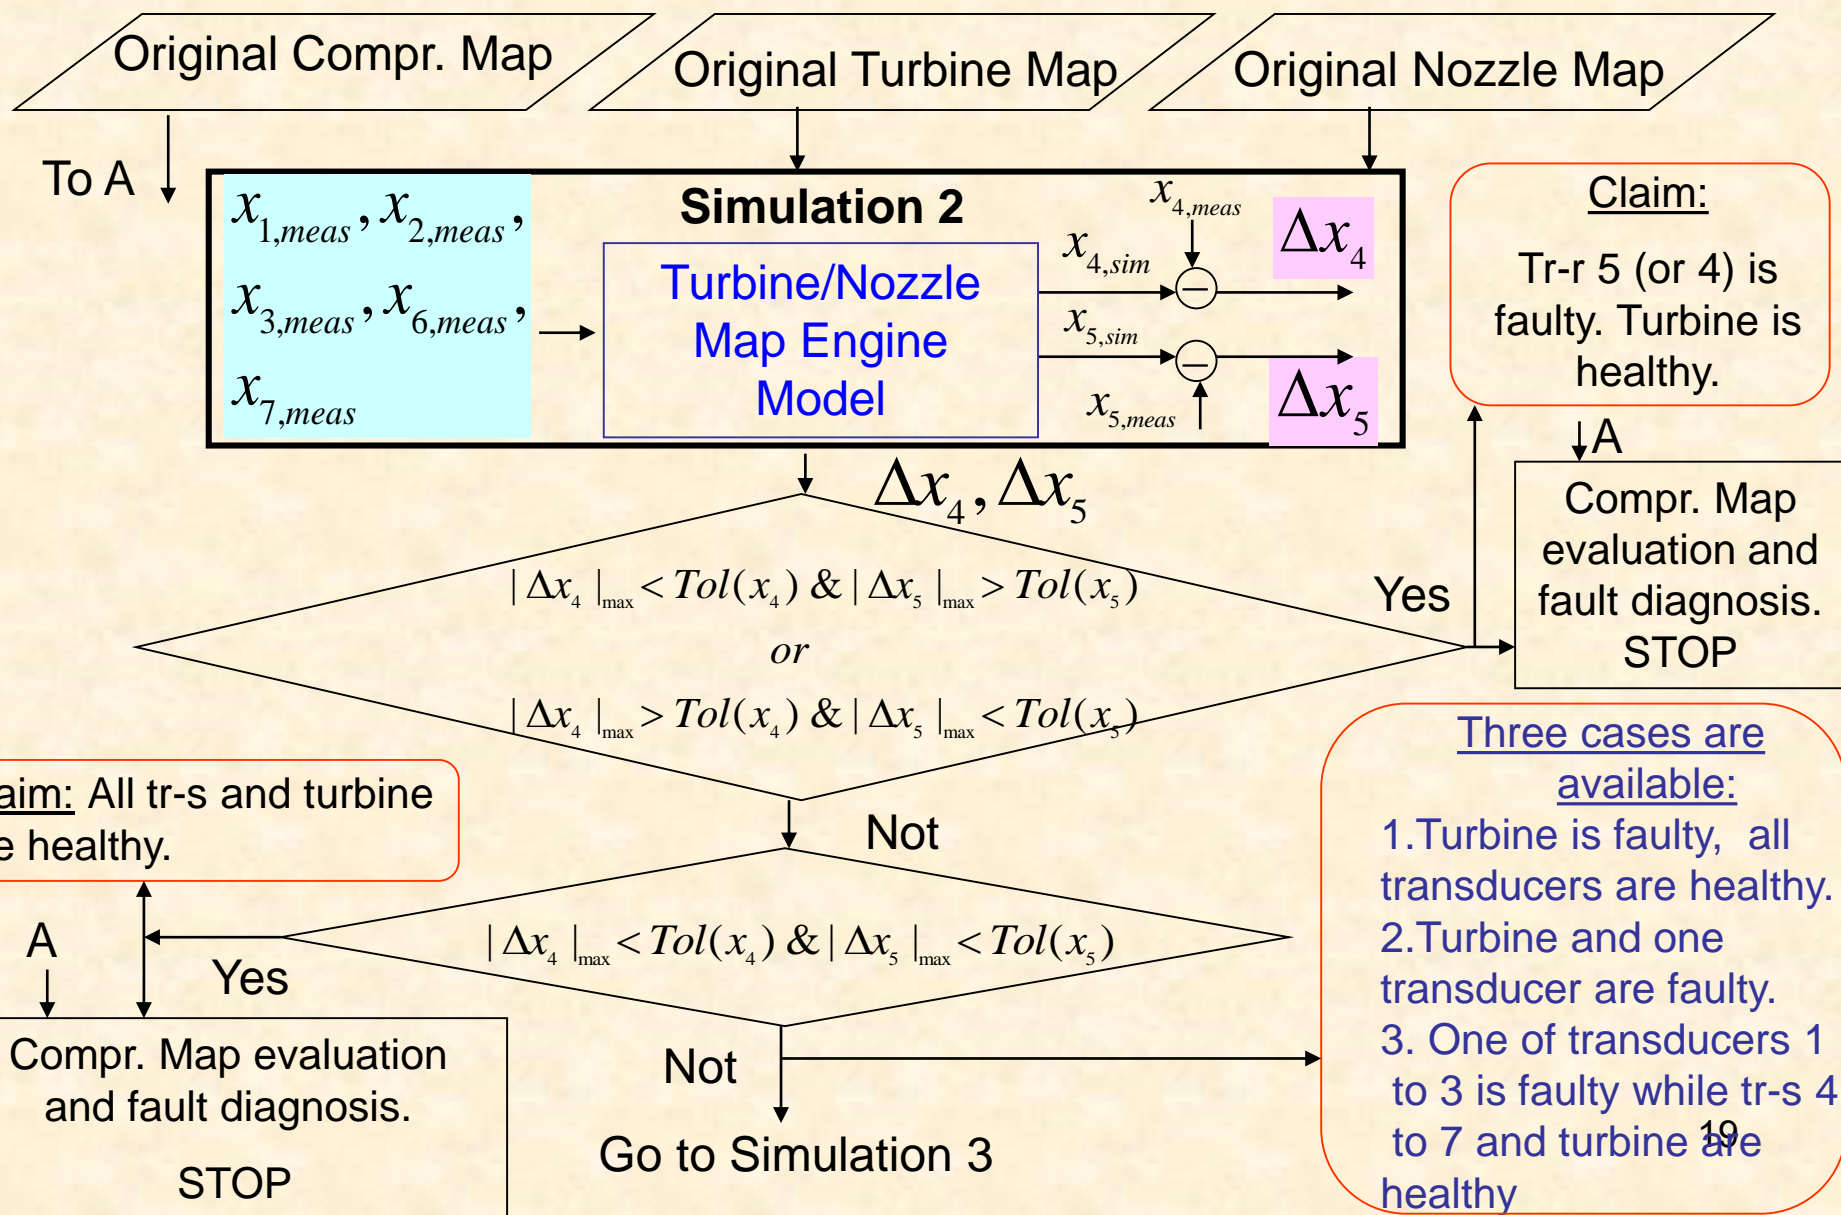 Original Compr. Map
Original Turbine Map
Original Nozzle Map
To A
x1,meas, x2,meas,
x3,meas, x6,meas,
x7,meas
Simulation 2
Turbine/Nozzle
Map Engine
Model
x4,sim
x4,meas
Δx4
x5,sim
x5,meas
Δx5
Claim:
Tr-r 5 (or 4) is
faulty. Turbine is
healthy.
A
Compr. Map
evaluation and
fault diagnosis.
STOP
Δx4, Δx5
| Δx4 |max < Tol(x4) & | Δx5 |max > Tol(x5)
or
| Δx4 |max > Tol(x4) & | Δx5 |max < Tol(x5)
Yes
Not
aim: All tr-s and turbine
e healthy.
| Δx4 |max < Tol(x4) & | Δx5 |max < Tol(x5)
Yes
A
Compr. Map evaluation
and fault diagnosis.
STOP
Not
Go to Simulation 3
Three cases are
available:
1.Turbine is faulty, all
transducers are healthy.
2.Turbine and one
transducer are faulty.
3. One of transducers 1
to 3 is faulty while tr-s 4
to 7 and turbine are
healthy
19